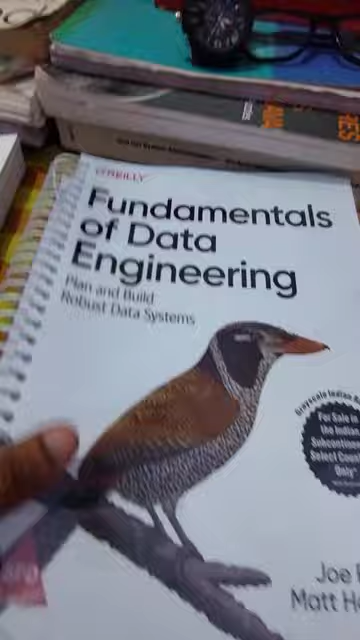 O'REILLY
Fundamentals
of Data
Engineering
Plan and Build
Robust Data Systems
Grayscale Indian
For Sale in
the Indian
Subcontinent
Select Count
Only"
Joe
Matt H